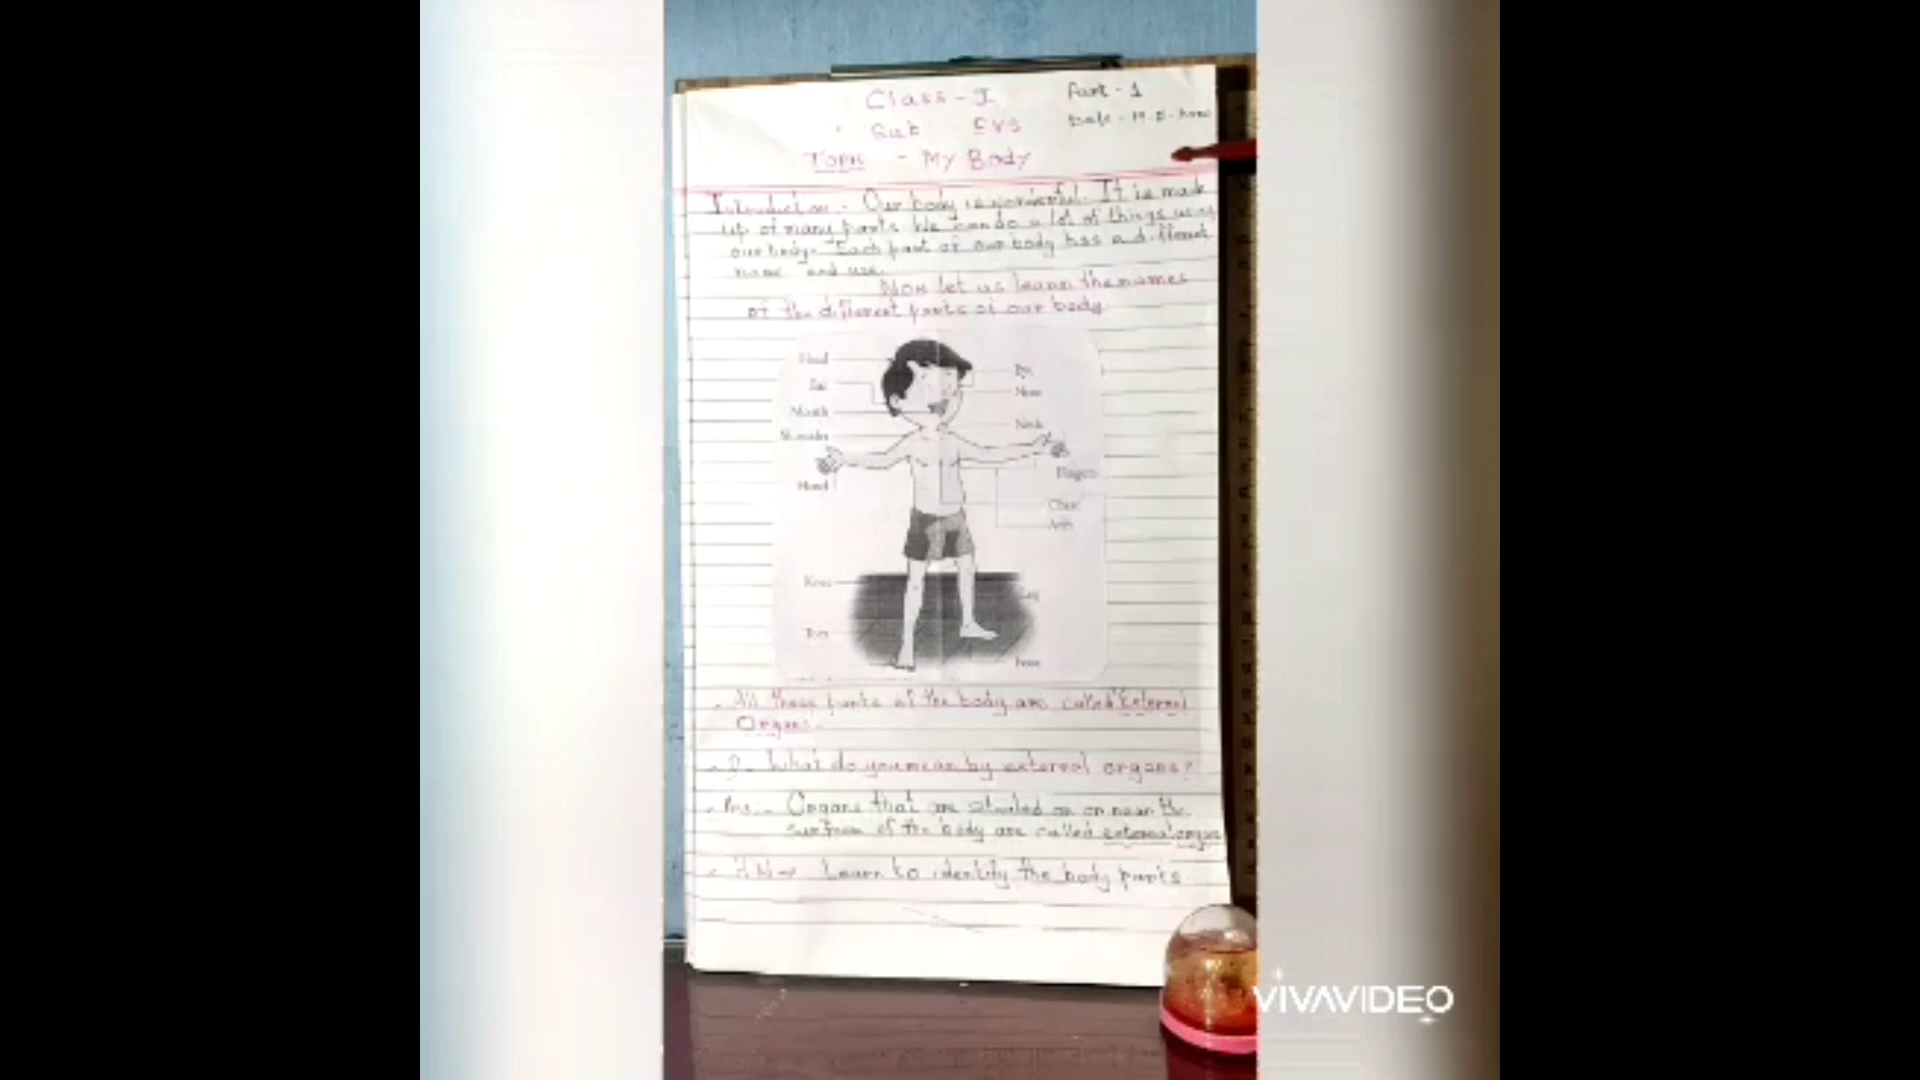 Class - I
Part - 1
Sub EVS
Date - 19.5.
Topic - My Body
Introduction - Our body is wonderful. It is made
up of many parts. We can do a lot of things using
our body. Each part of our body has a different
name and use.
Now let us learn the names
of the different parts of our body
Head
Eye
Ear
Nose
Mouth
Neck
Shoulder
Fingers
Hand
Chest
Arm
Knee
Leg
Toes
Foot
All these parts of the body are called "External
Organs.
Q - What do you mean by external organs?
Ans - Organs that are situated on or near the
surface of the body are called external organs
H.W → Learn to identify the body parts.
VIVAVIDEO